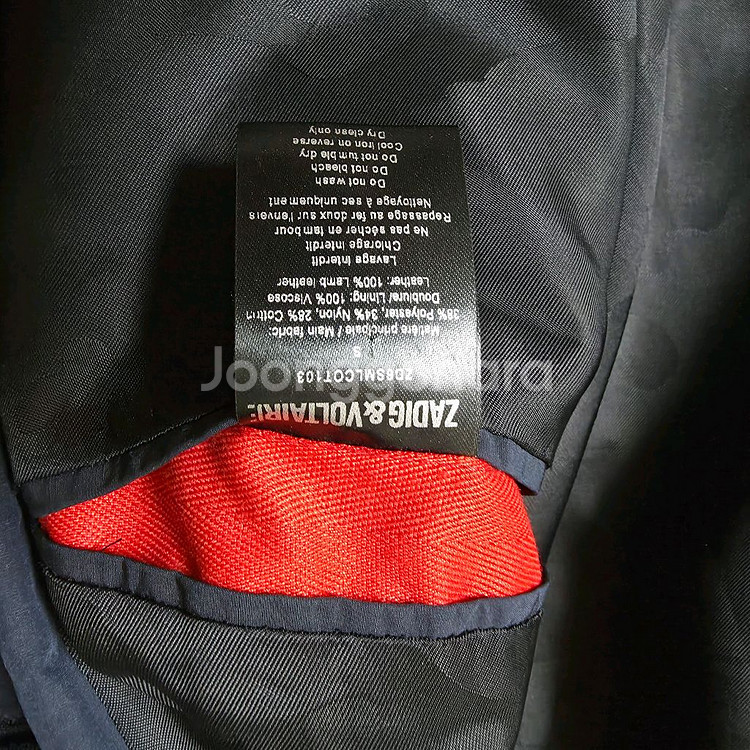 ZADIG&VOLTAIRE
ZD6SMLCOT103
S
Matière principale / Main fabric:
38% Polyester, 34% Nylon, 28% Cotton
Doublure/ Lining: 100% Viscose
Leather: 100% Lamb leather
Lavage interdit
Chlorage interdit
Ne pas sécher en tambour
Repassage au fer doux sur l'envers
Nettoyage à sec uniquement
Do not wash
Do not bleach
Do not tumble dry
Cool iron on reverse
Dry clean only